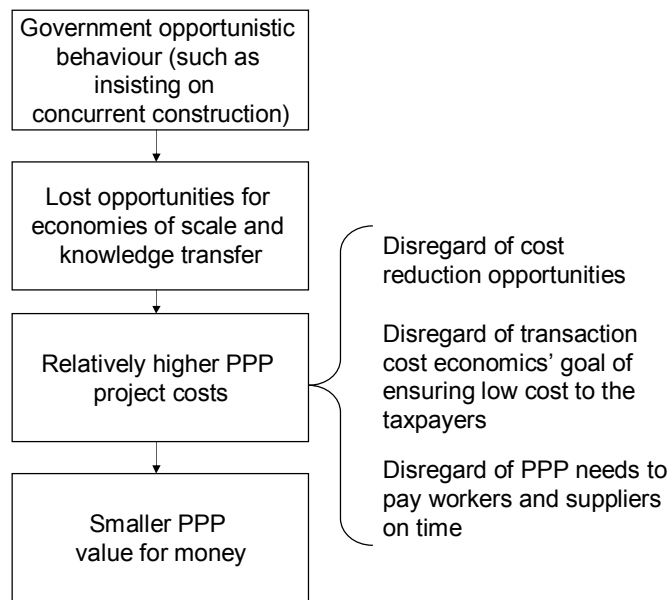 Government opportunistic
behaviour (such as
insisting on
concurrent construction)
Lost opportunities for
economies of scale and
knowledge transfer
Relatively higher PPP
project costs
Smaller PPP
value for money
Disregard of cost
reduction opportunities
Disregard of transaction
cost economics’ goal of
ensuring low cost to the
taxpayers
Disregard of PPP needs to
pay workers and suppliers
on time